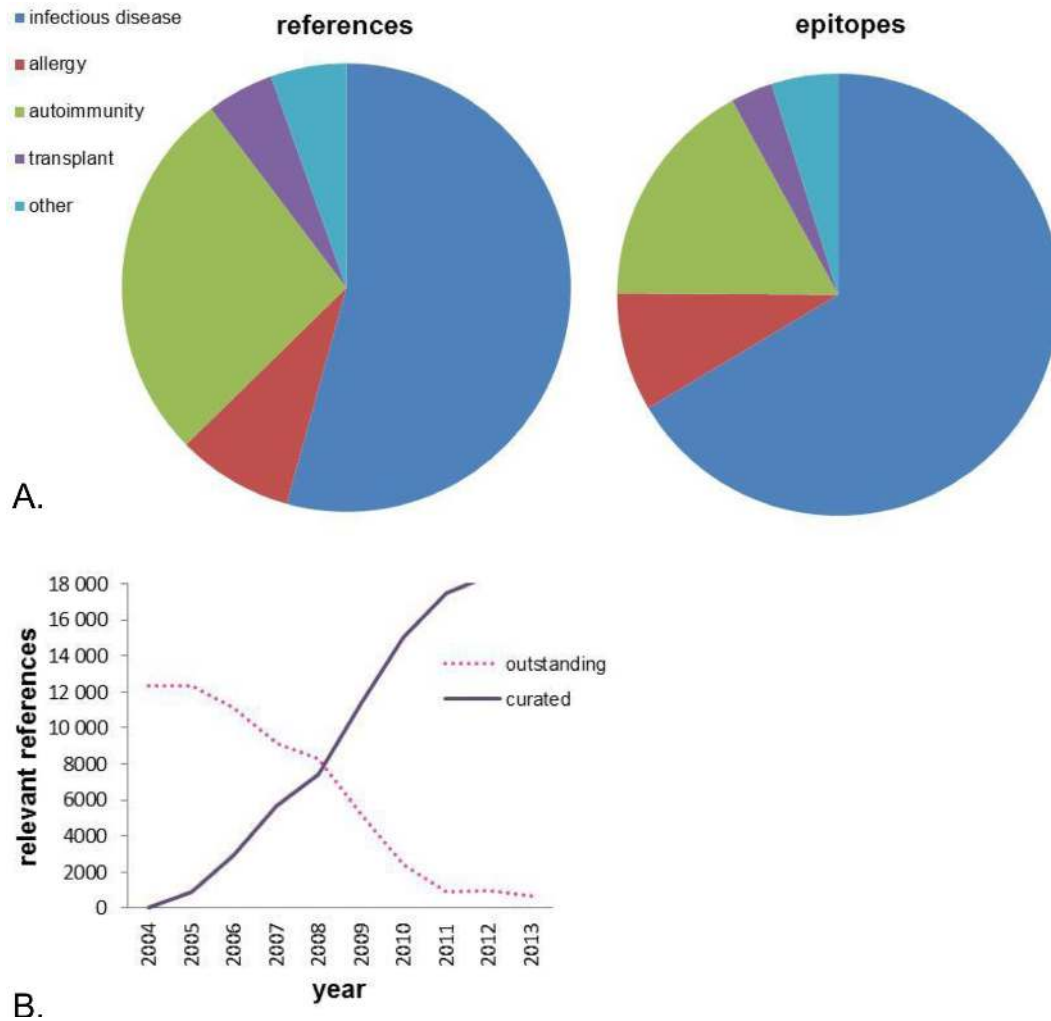 infectious disease
allergy
autoimmunity
transplant
other
references
epitopes
A.
18 000
16 000
14 000
12 000
10 000
8000
6000
4000
2000
0
relevant references
outstanding
curated
2004
2005
2006
2007
2008
2009
2010
2011
2012
2013
year
B.